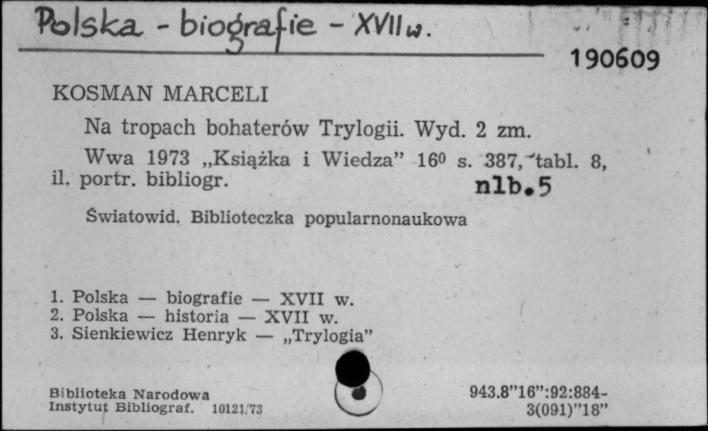 Polska - biografie - XVII w.
190609
KOSMAN MARCELI
Na tropach bohaterów Trylogii. Wyd. 2 zm.
Wwa 1973 „Książka i Wiedza” 16⁰ s. 387, tabl. 8,
il. portr. bibliogr. nlb. 5
Światowid. Biblioteczka popularnonaukowa
1. Polska — biografie — XVII w.
2. Polska — historia — XVII w.
3. Sienkiewicz Henryk — „Trylogia”
Biblioteka Narodowa 943.8”16”:92:884-
Instytut Bibliograf. 10121/73 3(091)”18”